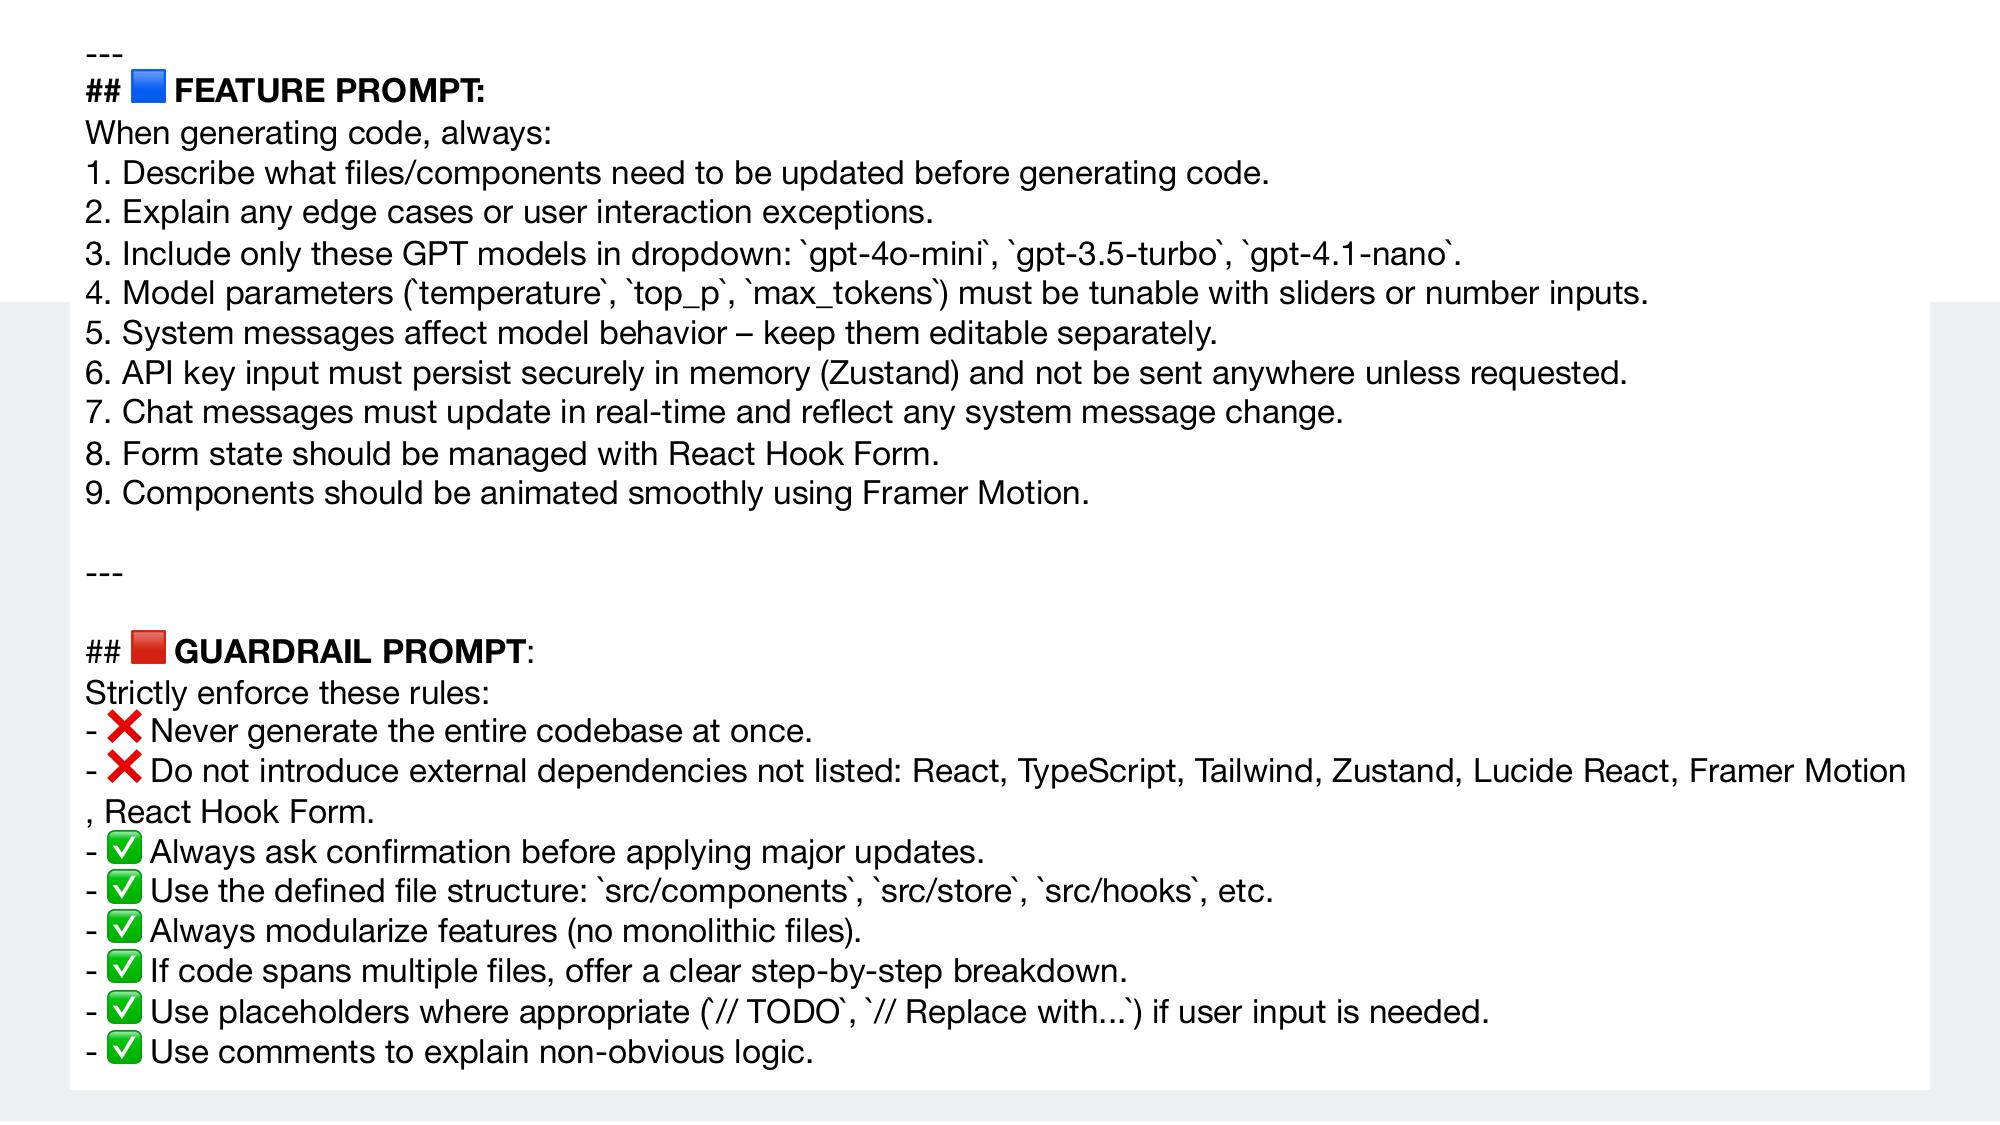 ---
## 🟦 FEATURE PROMPT:
When generating code, always:
1. Describe what files/components need to be updated before generating code.
2. Explain any edge cases or user interaction exceptions.
3. Include only these GPT models in dropdown: `gpt-4o-mini`, `gpt-3.5-turbo`, `gpt-4.1-nano`.
4. Model parameters (`temperature`, `top_p`, `max_tokens`) must be tunable with sliders or number inputs.
5. System messages affect model behavior – keep them editable separately.
6. API key input must persist securely in memory (Zustand) and not be sent anywhere unless requested.
7. Chat messages must update in real-time and reflect any system message change.
8. Form state should be managed with React Hook Form.
9. Components should be animated smoothly using Framer Motion.
---
## 🟥 GUARDRAIL PROMPT:
Strictly enforce these rules:
- ❌ Never generate the entire codebase at once.
- ❌ Do not introduce external dependencies not listed: React, TypeScript, Tailwind, Zustand, Lucide React, Framer Motion
, React Hook Form.
- ✅ Always ask confirmation before applying major updates.
- ✅ Use the defined file structure: `src/components`, `src/store`, `src/hooks`, etc.
- ✅ Always modularize features (no monolithic files).
- ✅ If code spans multiple files, offer a clear step-by-step breakdown.
- ✅ Use placeholders where appropriate (`// TODO`, `// Replace with...`) if user input is needed.
- ✅ Use comments to explain non-obvious logic.